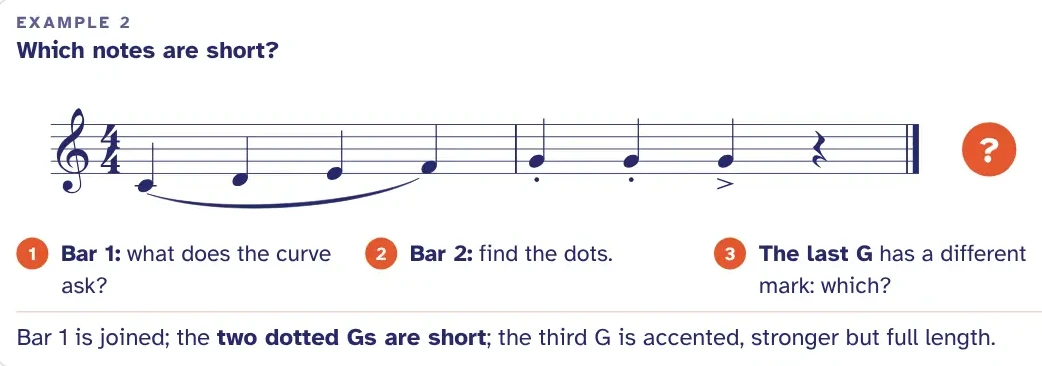 EXAMPLE 2
Which notes are short?
4
4
?
1 Bar 1: what does the curve
ask?
2 Bar 2: find the dots.
3 The last G has a different
mark: which?
Bar 1 is joined; the two dotted Gs are short; the third G is accented, stronger but full length.